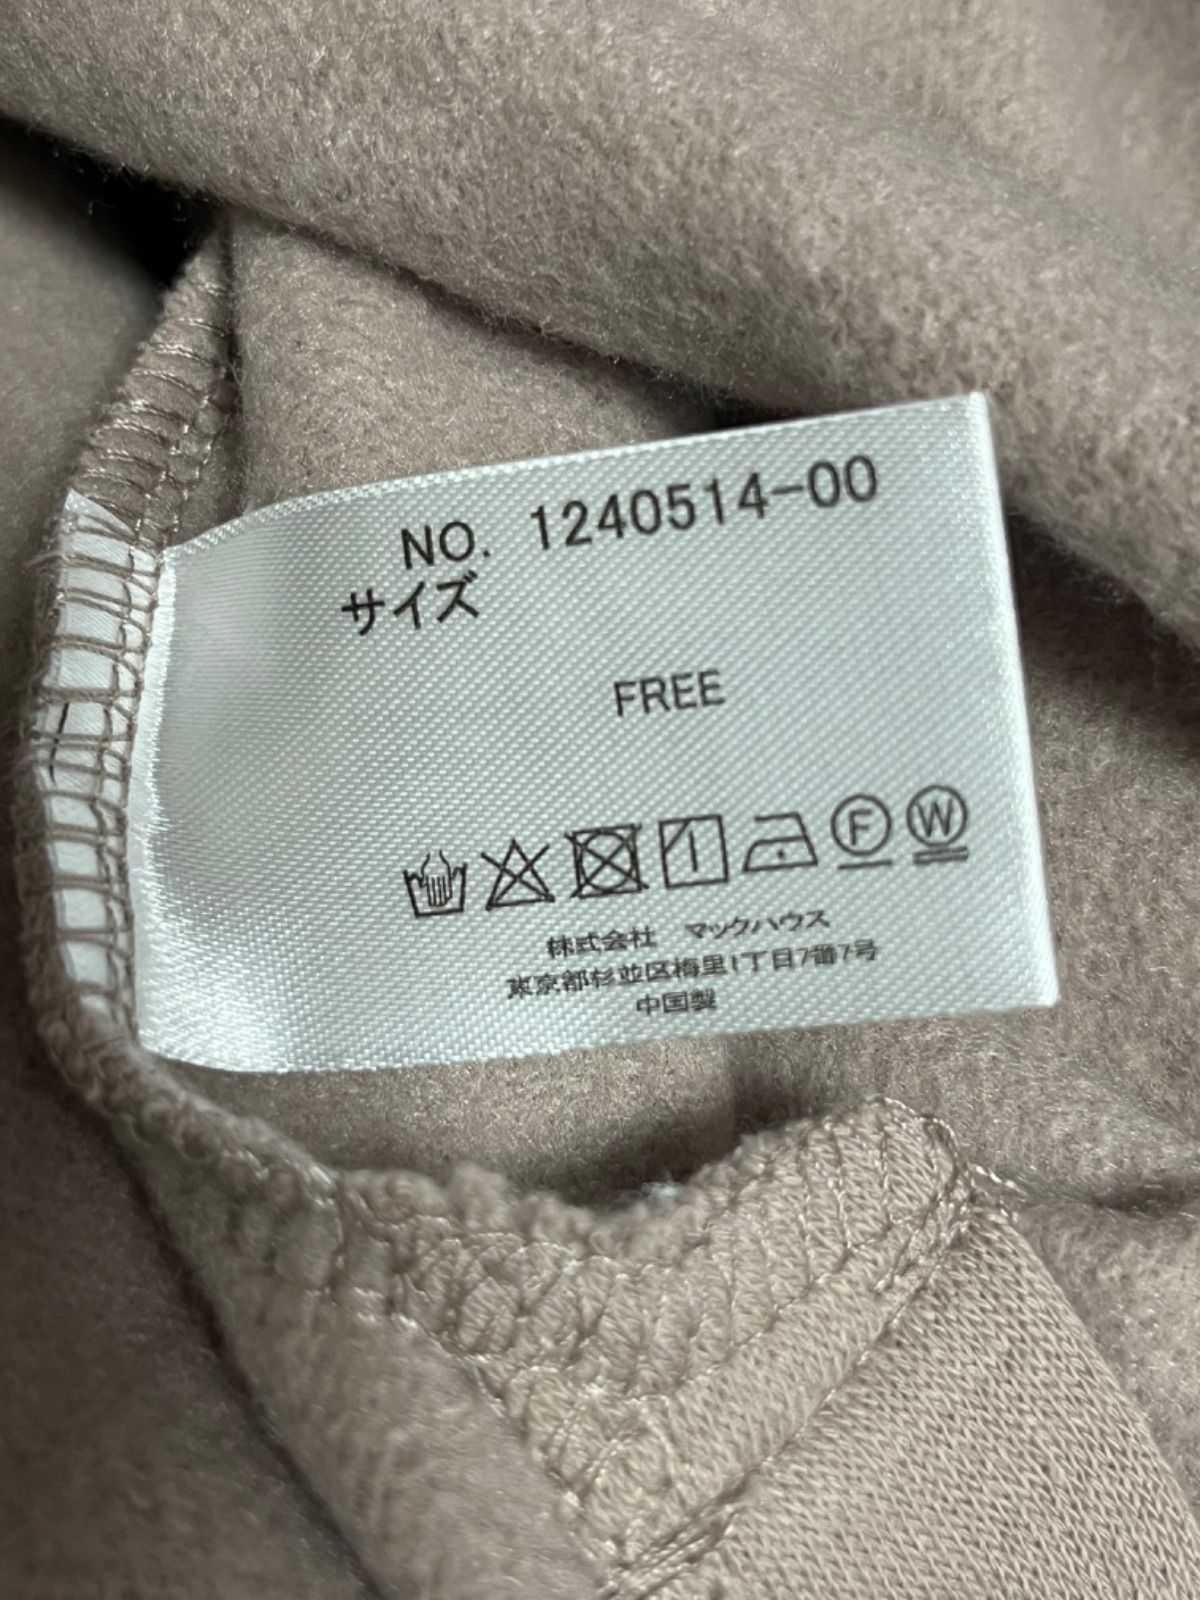 NO. 1240514-00
サイズ
FREE
F W
株式会社 マックハウス
東京都杉並区梅里1丁目7番7号
中国製